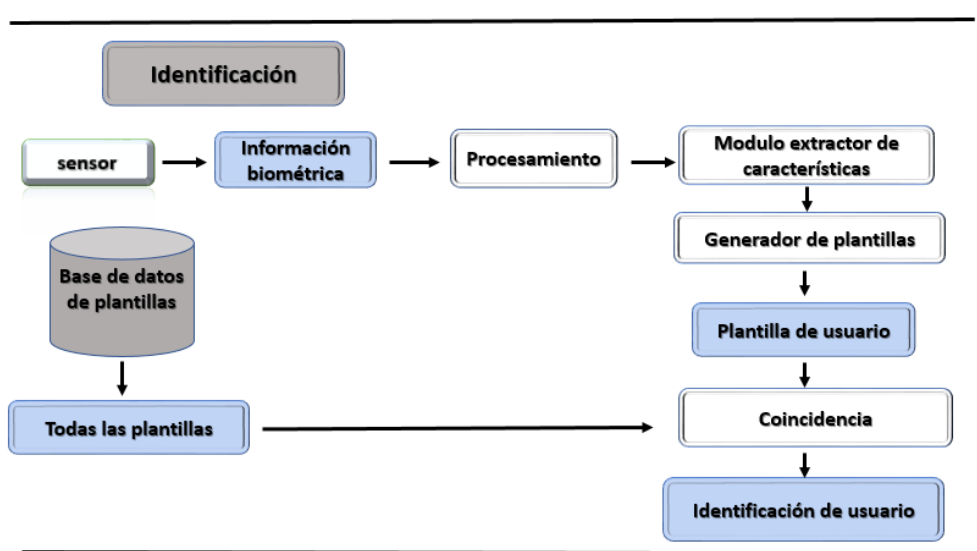 Identificación
sensor
Información
biométrica
Procesamiento
Modulo extractor de
características
Generador de plantillas
Base de datos
de plantillas
Plantilla de usuario
Todas las plantillas
Coincidencia
Identificación de usuario